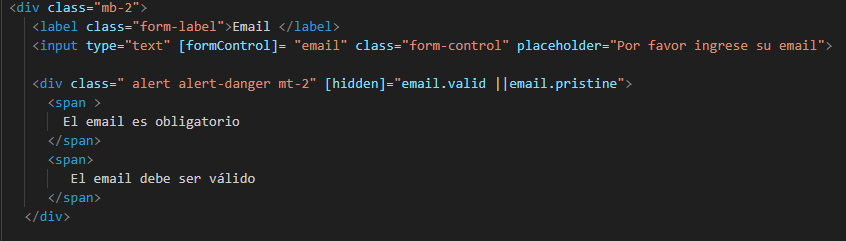 <div class="mb-2">
<label class="form-label">Email </label>
<input type="text" [formControl]= "email" class="form-control" placeholder="Por favor ingrese su email">
<div class=" alert alert-danger mt-2" [hidden]="email.valid ||email.pristine">
<span >
El email es obligatorio
</span>
<span>
El email debe ser válido
</span>
</div>